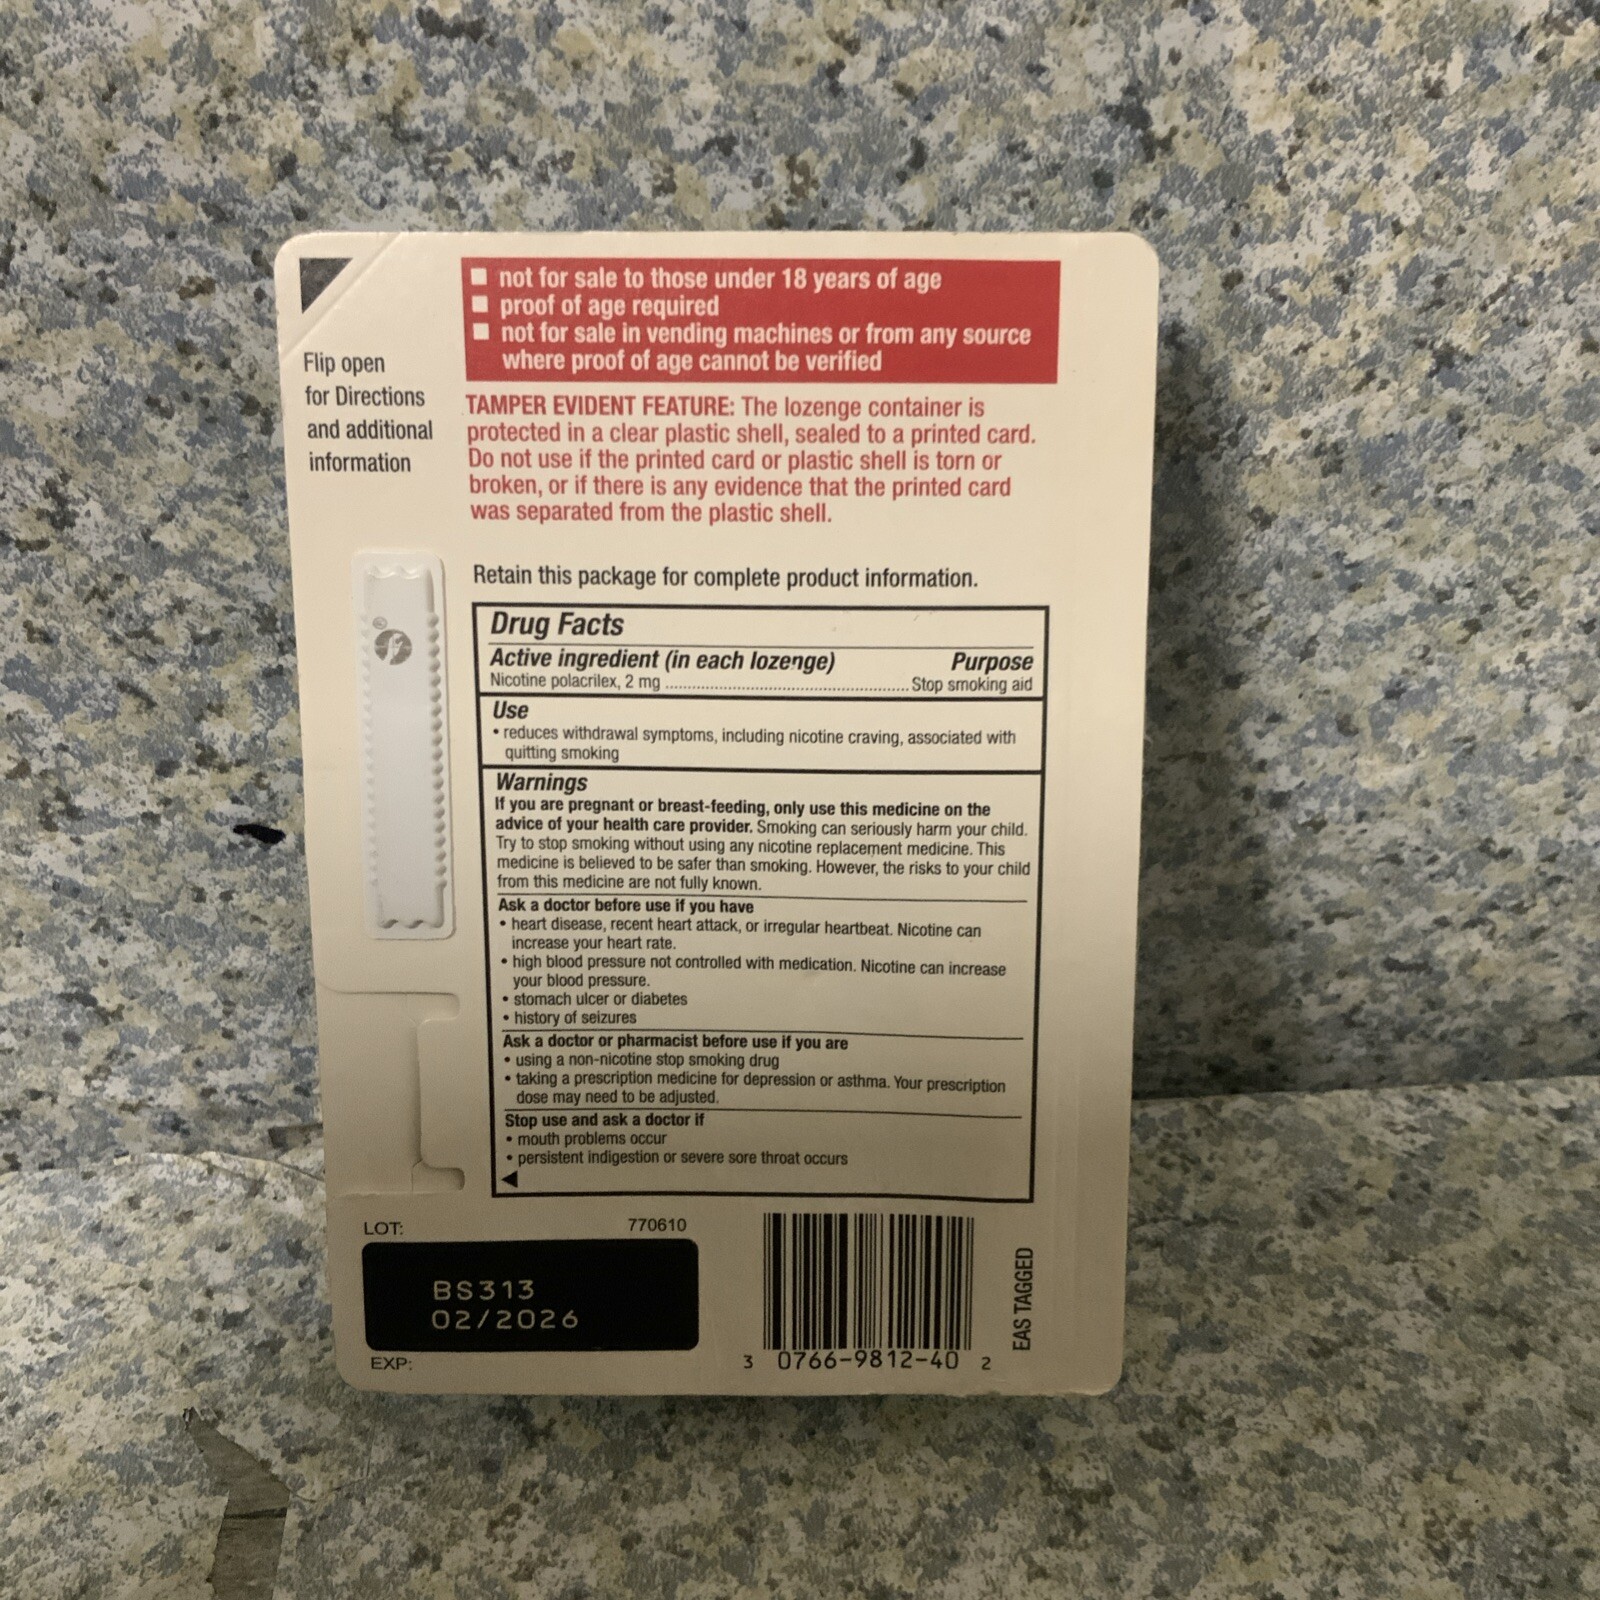 not for sale to those under 18 years of age
proof of age required
not for sale in vending machines or from any source
where proof of age cannot be verified
Flip open
for Directions
and additional
information
TAMPER EVIDENT FEATURE: The lozenge container is
protected in a clear plastic shell, sealed to a printed card.
Do not use if the printed card or plastic shell is torn or
broken, or if there is any evidence that the printed card
was separated from the plastic shell.
Retain this package for complete product information.
Drug Facts
Active ingredient (in each lozenge) Purpose
Nicotine polacrilex, 2 mg ........................................................ Stop smoking aid
Use
• reduces withdrawal symptoms, including nicotine craving, associated with
quitting smoking
Warnings
If you are pregnant or breast-feeding, only use this medicine on the
advice of your health care provider. Smoking can seriously harm your child.
Try to stop smoking without using any nicotine replacement medicine. This
medicine is believed to be safer than smoking. However, the risks to your child
from this medicine are not fully known.
Ask a doctor before use if you have
• heart disease, recent heart attack, or irregular heartbeat. Nicotine can
increase your heart rate.
• high blood pressure not controlled with medication. Nicotine can increase
your blood pressure.
• stomach ulcer or diabetes
• history of seizures
Ask a doctor or pharmacist before use if you are
• using a non-nicotine stop smoking drug
• taking a prescription medicine for depression or asthma. Your prescription
dose may need to be adjusted.
Stop use and ask a doctor if
• mouth problems occur
• persistent indigestion or severe sore throat occurs
LOT: 770610
BS313
02/2026
EXP:
3 0766-9812-40 2
EAS TAGGED